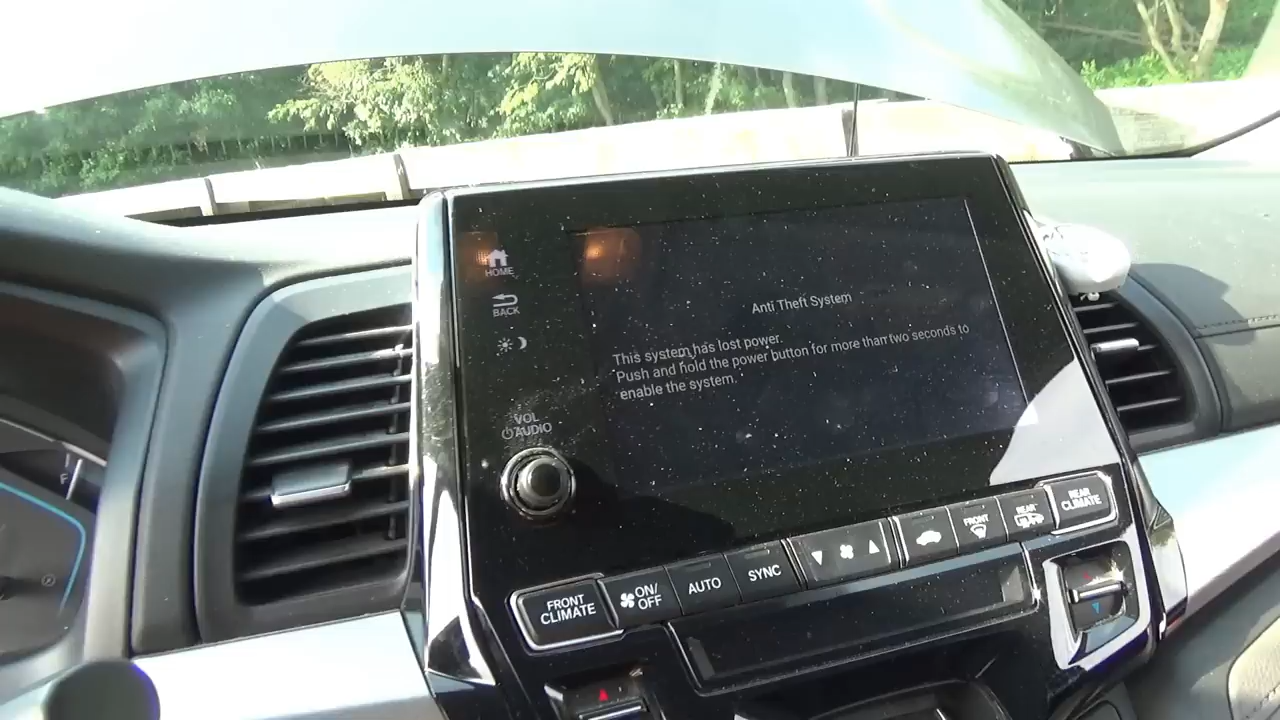 HOME
BACK
Anti Theft System
This system has lost power.
Push and hold the power button for more than two seconds to
enable the system.
VOL
AUDIO
F
FRONT
CLIMATE
ON/
OFF
AUTO
SYNC
FRONT
REAR
REAR
CLIMATE